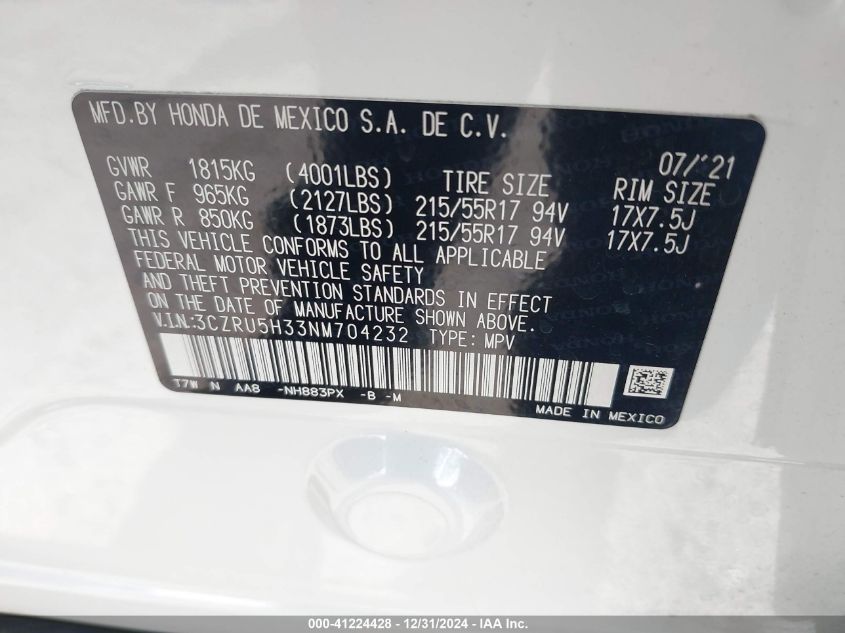 MFD.BY HONDA DE MEXICO S.A. DE C.V.
07/'21
GVWR 1815KG (4001LBS) TIRE SIZE RIM SIZE
GAWR F 965KG (2127LBS) 215/55R17 94V 17X7.5J
GAWR R 850KG (1873LBS) 215/55R17 94V 17X7.5J
THIS VEHICLE CONFORMS TO ALL APPLICABLE
FEDERAL MOTOR VEHICLE SAFETY
AND THEFT PREVENTION STANDARDS IN EFFECT
ON THE DATE OF MANUFACTURE SHOWN ABOVE.
V.I.N.:3CZRU5H33NM704232 TYPE: MPV
T7W N AA8 -NH883PX -B -M
MADE IN MEXICO
000-41224428 - 12/31/2024 - IAA Inc.